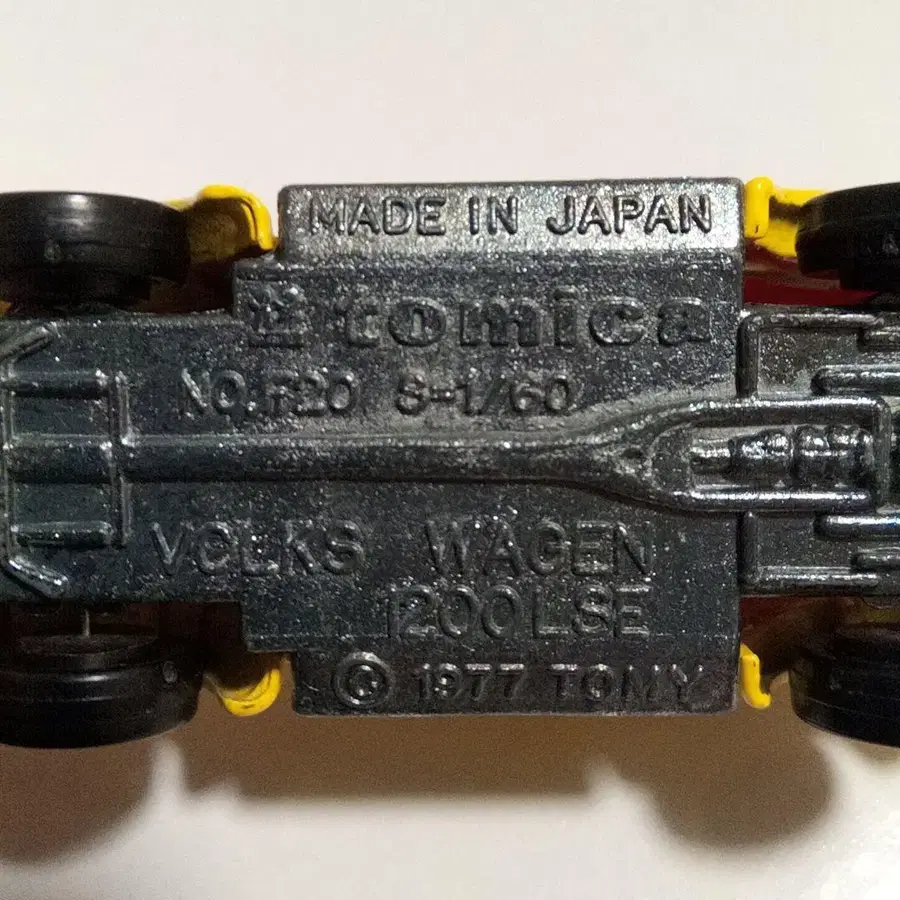 MADE IN JAPAN
tomica
NO. F20 S=1/60
VOLKS WAGEN
1200LSE
© 1977 TOMY